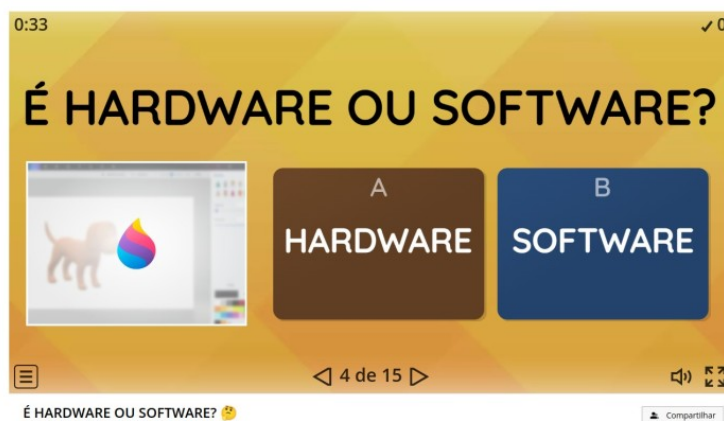 0:33
✓ 0
É HARDWARE OU SOFTWARE?
A
HARDWARE
B
SOFTWARE
4 de 15
É HARDWARE OU SOFTWARE? 🤔
Compartilhar